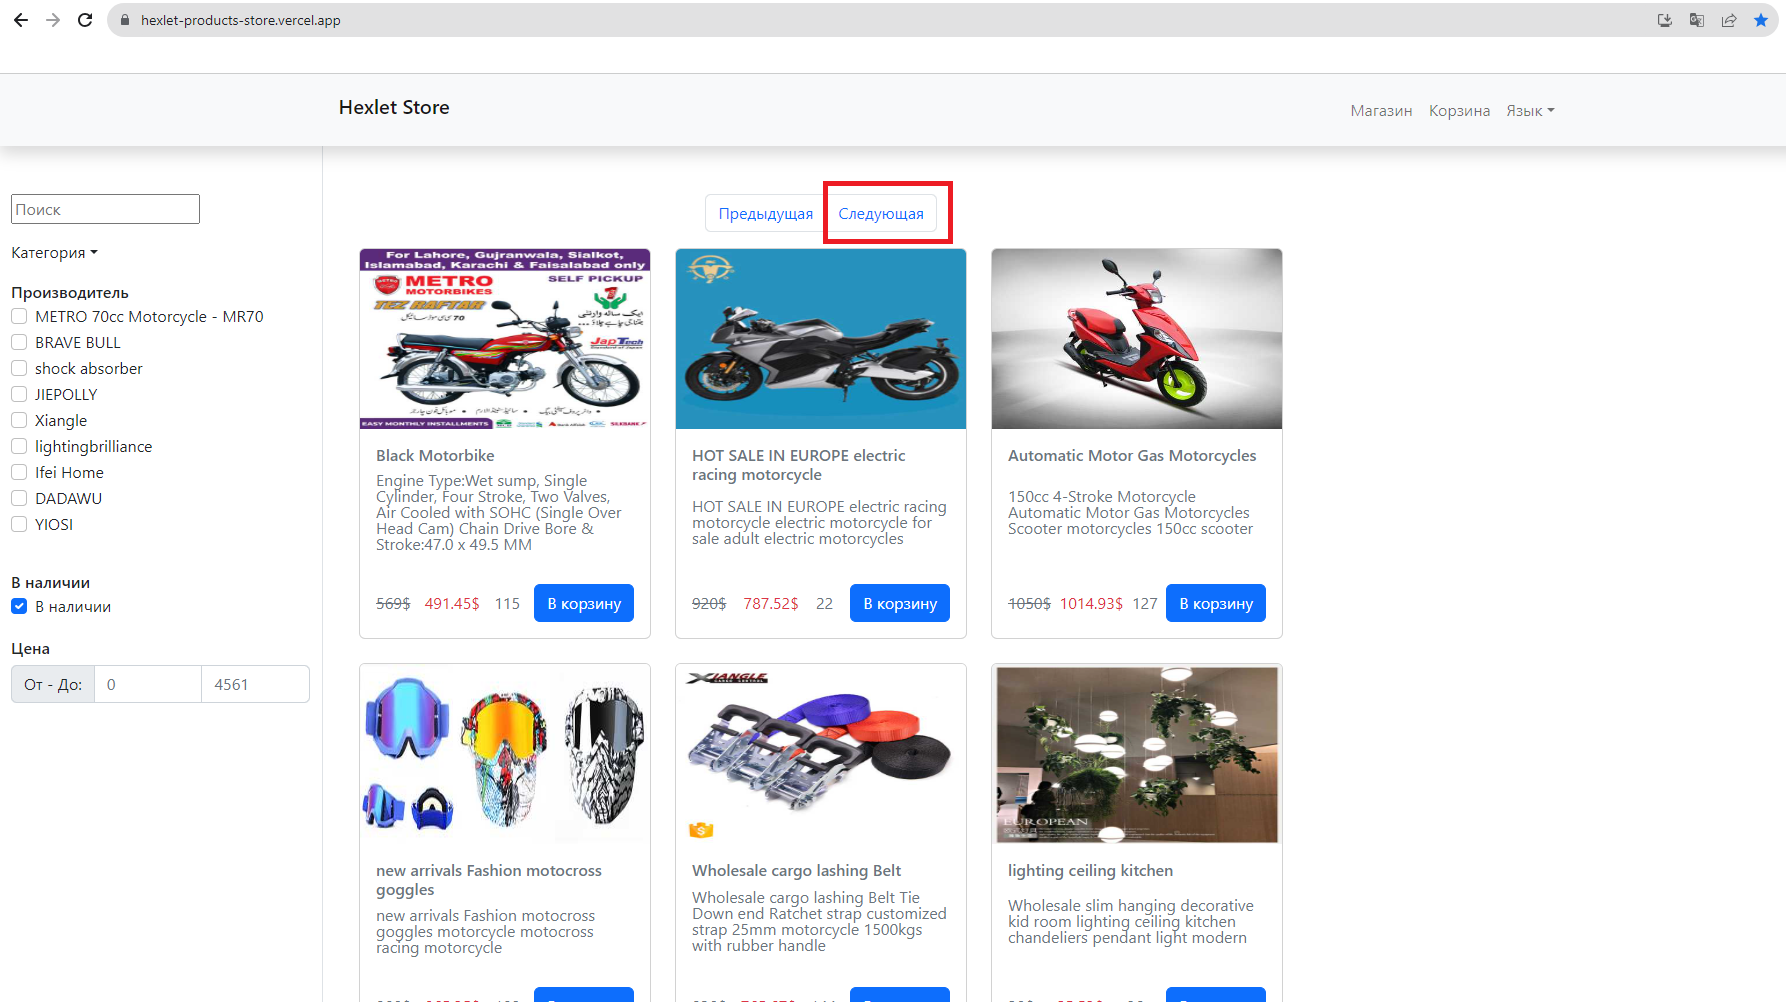 hexlet-products-store.vercel.app
Hexlet Store
Магазин
Корзина
Язык
Поиск
Категория
Производитель
METRO 70cc Motorcycle - MR70
BRAVE BULL
shock absorber
JIEPOLLY
Xiangle
lightingbrilliance
Ifei Home
DADAWU
YIOSI
В наличии
В наличии
Цена
От - До:
0
4561
Предыдущая
Следующая
For Lahore, Gujranwala, Sialkot,
Islamabad, Karachi & Faisalabad only
METRO
MOTORBIKES
SELF PICKUP
TEZ RAFTAR
70
JapTech
EASY MONTHLY INSTALLMENTS
Black Motorbike
Engine Type:Wet sump, Single
Cylinder, Four Stroke, Two Valves,
Air Cooled with SOHC (Single Over
Head Cam) Chain Drive Bore &
Stroke:47.0 x 49.5 MM
569$
491.45$
115
В корзину
HOT SALE IN EUROPE electric
racing motorcycle
HOT SALE IN EUROPE electric racing
motorcycle electric motorcycle for
sale adult electric motorcycles
920$
787.52$
22
В корзину
Automatic Motor Gas Motorcycles
150cc 4-Stroke Motorcycle
Automatic Motor Gas Motorcycles
Scooter motorcycles 150cc scooter
1050$
1014.93$
127
В корзину
new arrivals Fashion motocross
goggles
new arrivals Fashion motocross
goggles motorcycle motocross
racing motorcycle
XIANGLE
Wholesale cargo lashing Belt
Wholesale cargo lashing Belt Tie
Down end Ratchet strap customized
strap 25mm motorcycle 1500kgs
with rubber handle
EUROPEAN
lighting ceiling kitchen
Wholesale slim hanging decorative
kid room lighting ceiling kitchen
chandeliers pendant light modern